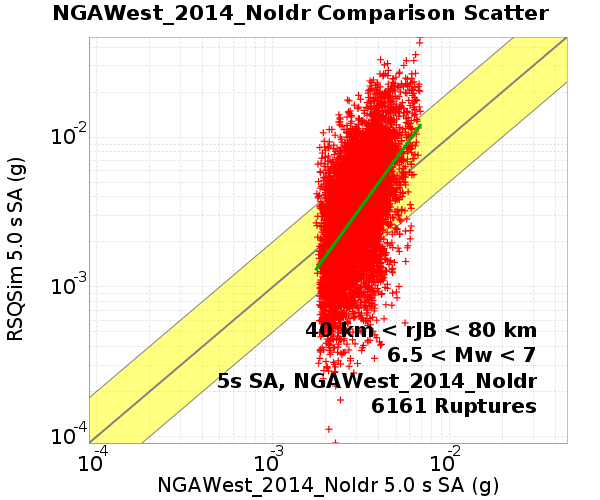 NGAWest_2014_NoIdr Comparison Scatter
RSQSim 5.0 s SA (g)
10-2
10-3
10-4
40 km < rJB < 80 km
6.5 < Mw < 7
5s SA, NGAWest_2014_NoIdr
6161 Ruptures
10-4
10-3
10-2
NGAWest_2014_NoIdr 5.0 s SA (g)